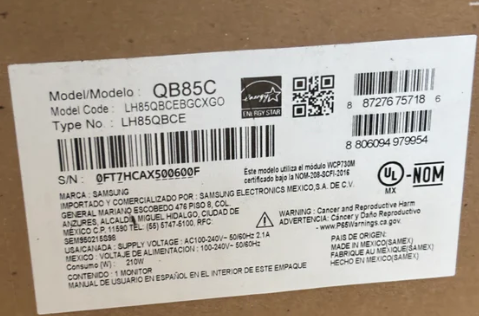 Model/Modelo : QB85C
Model Code : LH85QBCEBGCXGO
Type No. : LH85QBCE
ENERGY STAR
8 87276 75718 6
8 806094 979954
S/N : 0FT7HCAX500600F
Este modelo utiliza el módulo WCP730M
certificado bajo la NOM-208-SCFI-2016
UL
MX
NOM
MARCA : SAMSUNG
IMPORTADO Y COMERCIALIZADO POR : SAMSUNG ELECTRONICS MEXICO, S.A. DE C.V.
GENERAL MARIANO ESCOBEDO 476 PISO 8, COL.
ANZURES, ALCALDIA MIGUEL HIDALGO, CIUDAD DE
MEXICO C.P. 11590 TEL. (55) 5747-5100, RFC
SEM950215S98
USA/CANADA : SUPPLY VOLTAGE : AC100-240V~ 50/60Hz 2.1A
MEXICO : VOLTAJE DE ALIMENTACION : 100-240V~ 50/60Hz
Consumo (W) : 210W
CONTENIDO : 1 MONITOR
MANUAL DE USUARIO EN ESPAÑOL EN EL INTERIOR DE ESTE EMPAQUE
WARNING : Cancer and Reproductive Harm
ADVERTENCIA : Cáncer y Daño Reproductivo
- www.P65Warnings.ca.gov.
PAIS DE ORIGEN:
MADE IN MEXICO(SAMEX)
FABRIQUE AU MEXIQUE(SAMEX)
HECHO EN MEXICO(SAMEX)